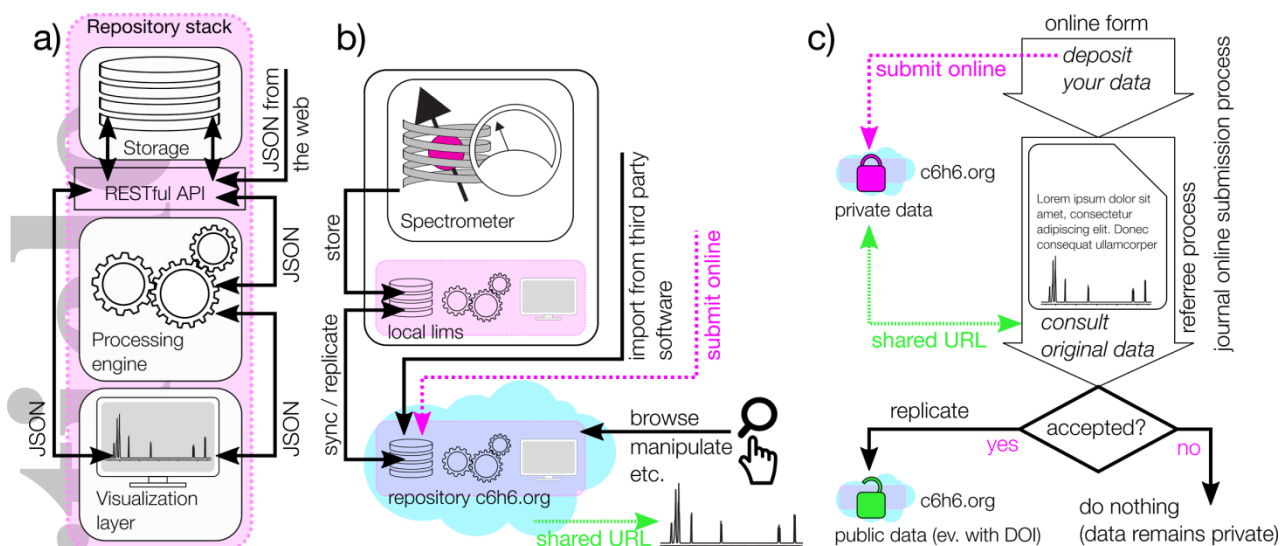 a)
Repository stack
Storage
JSON from
the web
RESTful API
JSON
Processing
engine
JSON
JSON
Visualization
layer
b)
Spectrometer
store
local lims
sync / replicate
import from third party
software
submit online
browse
manipulate
etc.
repository c6h6.org
shared URL
c)
online form
deposit
your data
submit online
c6h6.org
private data
Lorem ipsum dolor sit
amet, consectetur
adipiscing elit. Donec
consequat ullamcorper
referree process
journal online submission process
shared URL
consult
original data
replicate
accepted?
yes
no
c6h6.org
public data (ev. with DOI)
do nothing
(data remains private)